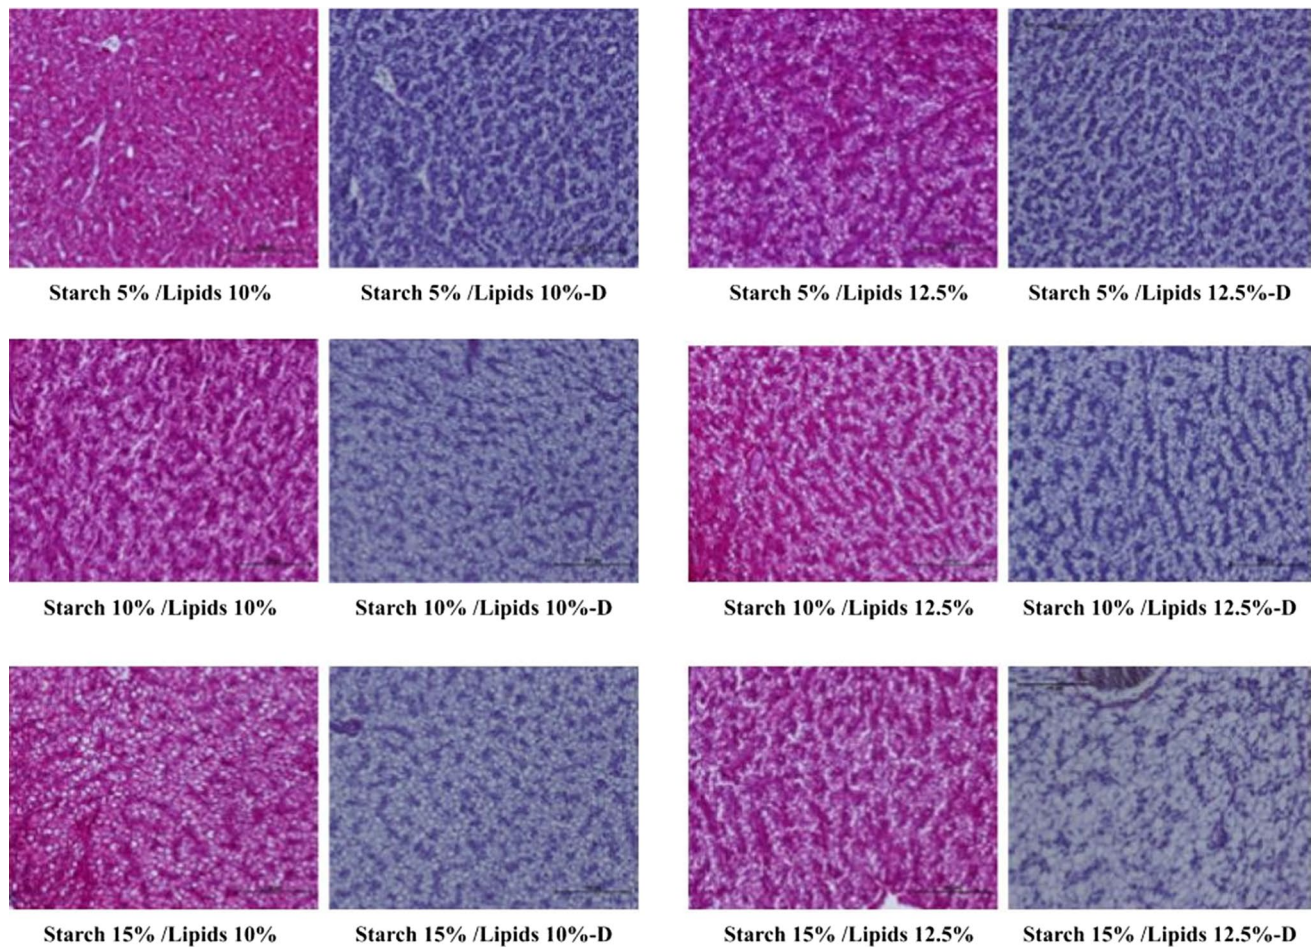 Starch 5% /Lipids 10%
Starch 5% /Lipids 10%-D
Starch 5% /Lipids 12.5%
Starch 5% /Lipids 12.5%-D
Starch 10% /Lipids 10%
Starch 10% /Lipids 10%-D
Starch 10% /Lipids 12.5%
Starch 10% /Lipids 12.5%-D
Starch 15% /Lipids 10%
Starch 15% /Lipids 10%-D
Starch 15% /Lipids 12.5%
Starch 15% /Lipids 12.5%-D